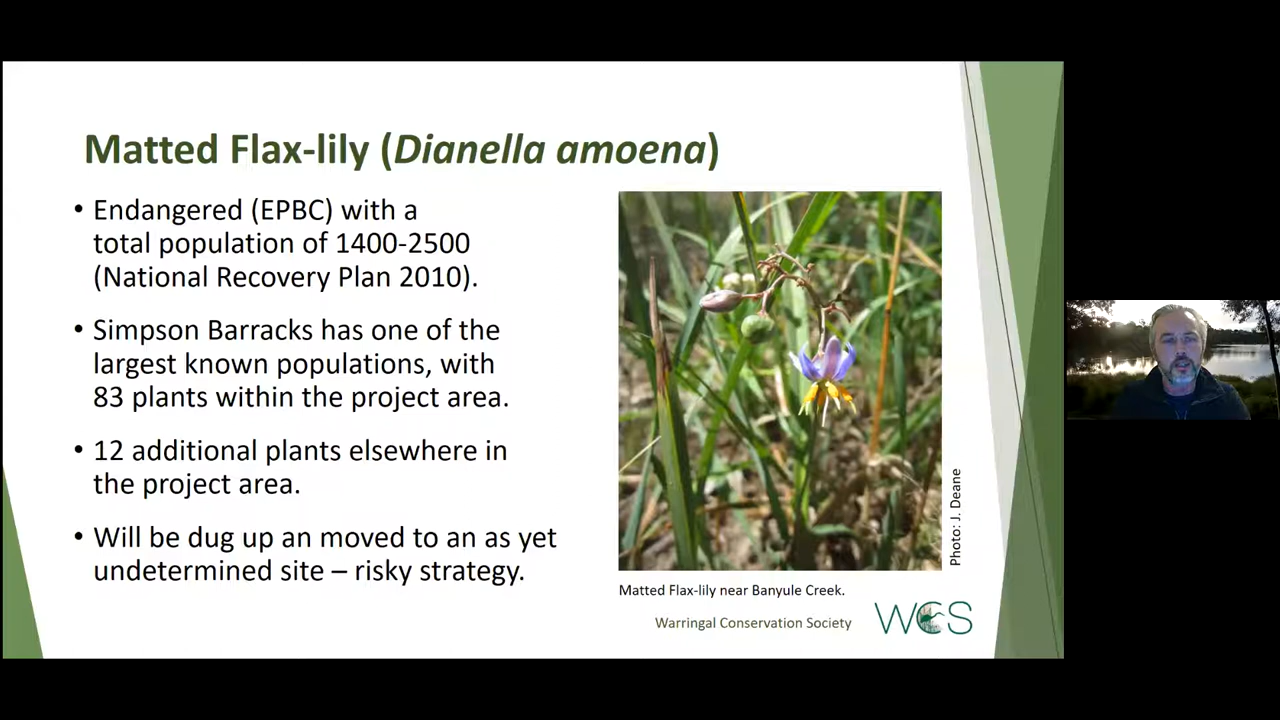 Matted Flax-lily (Dianella amoena)
• Endangered (EPBC) with a
total population of 1400-2500
(National Recovery Plan 2010).
• Simpson Barracks has one of the
largest known populations, with
83 plants within the project area.
• 12 additional plants elsewhere in
the project area.
• Will be dug up an moved to an as yet
undetermined site – risky strategy.
Photo: J. Deane
Matted Flax-lily near Banyule Creek.
Warringal Conservation Society
WCS